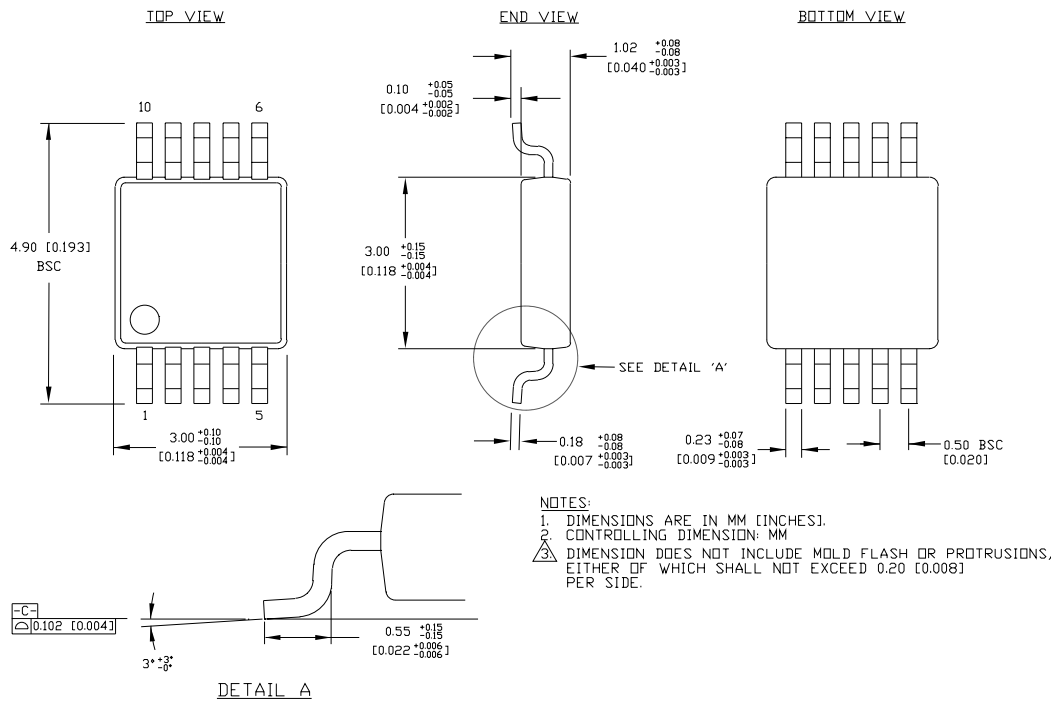 TOP VIEW
END VIEW
BOTTOM VIEW
10
6
4.90 [0.193]
BSC
1
5
3.00 +0.10 -0.10
[0.118 +0.004 -0.004]
1.02 +0.08 -0.08
[0.040 +0.003 -0.003]
0.10 +0.05 -0.05
[0.004 +0.002 -0.002]
3.00 +0.15 -0.15
[0.118 +0.004 -0.004]
SEE DETAIL 'A'
0.18 +0.08 -0.08
[0.007 +0.003 -0.003]
0.23 +0.07 -0.08
[0.009 +0.003 -0.003]
0.50 BSC
[0.020]
NOTES:
1. DIMENSIONS ARE IN MM [INCHES].
2. CONTROLLING DIMENSION: MM
3. DIMENSION DOES NOT INCLUDE MOLD FLASH OR PROTRUSIONS,
EITHER OF WHICH SHALL NOT EXCEED 0.20 [0.008]
PER SIDE.
-C-
0.102 [0.004]
3° +3° -0°
0.55 +0.15 -0.15
[0.022 +0.006 -0.006]
DETAIL A